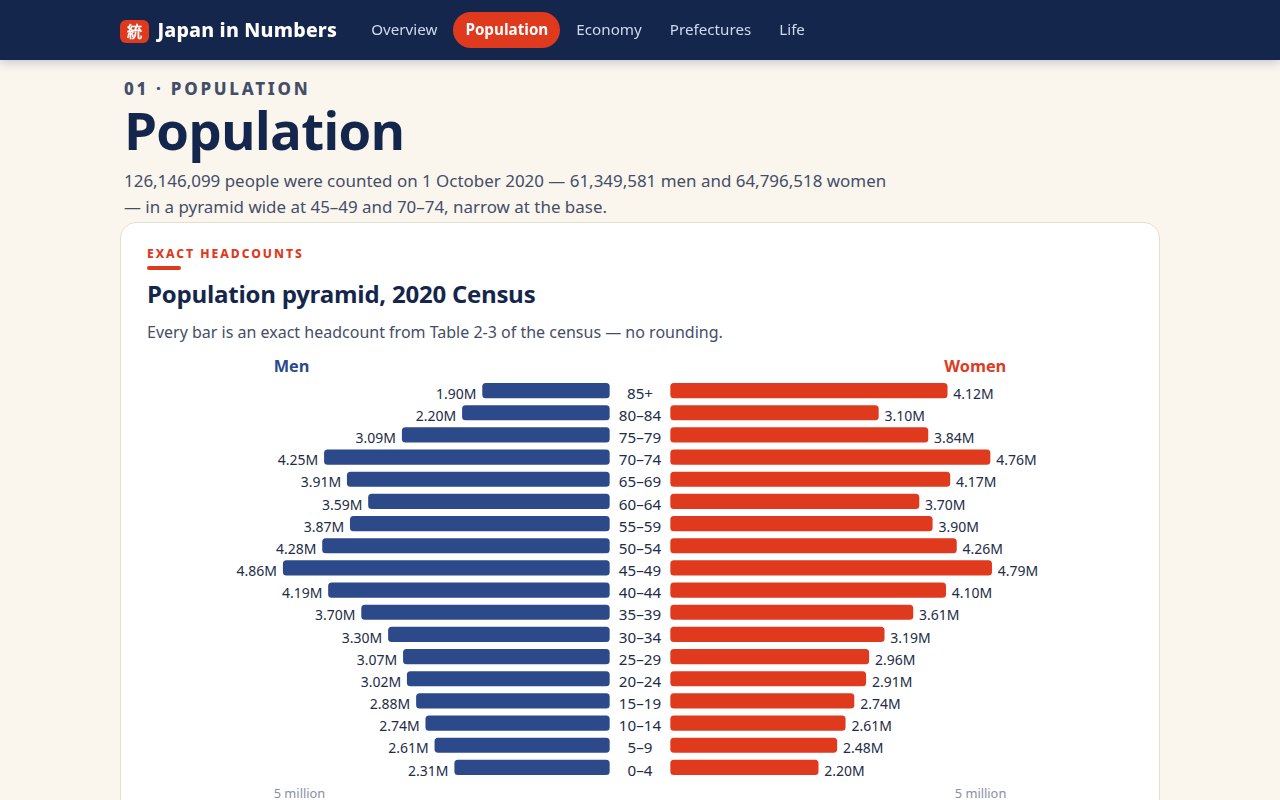 統 Japan in Numbers Overview Population Economy Prefectures Life
01 · POPULATION
Population
126,146,099 people were counted on 1 October 2020 — 61,349,581 men and 64,796,518 women
— in a pyramid wide at 45–49 and 70–74, narrow at the base.
EXACT HEADCOUNTS
Population pyramid, 2020 Census
Every bar is an exact headcount from Table 2-3 of the census — no rounding.
Men Women
1.90M 85+ 4.12M
2.20M 80–84 3.10M
3.09M 75–79 3.84M
4.25M 70–74 4.76M
3.91M 65–69 4.17M
3.59M 60–64 3.70M
3.87M 55–59 3.90M
4.28M 50–54 4.26M
4.86M 45–49 4.79M
4.19M 40–44 4.10M
3.70M 35–39 3.61M
3.30M 30–34 3.19M
3.07M 25–29 2.96M
3.02M 20–24 2.91M
2.88M 15–19 2.74M
2.74M 10–14 2.61M
2.61M 5–9 2.48M
2.31M 0–4 2.20M
5 million 5 million